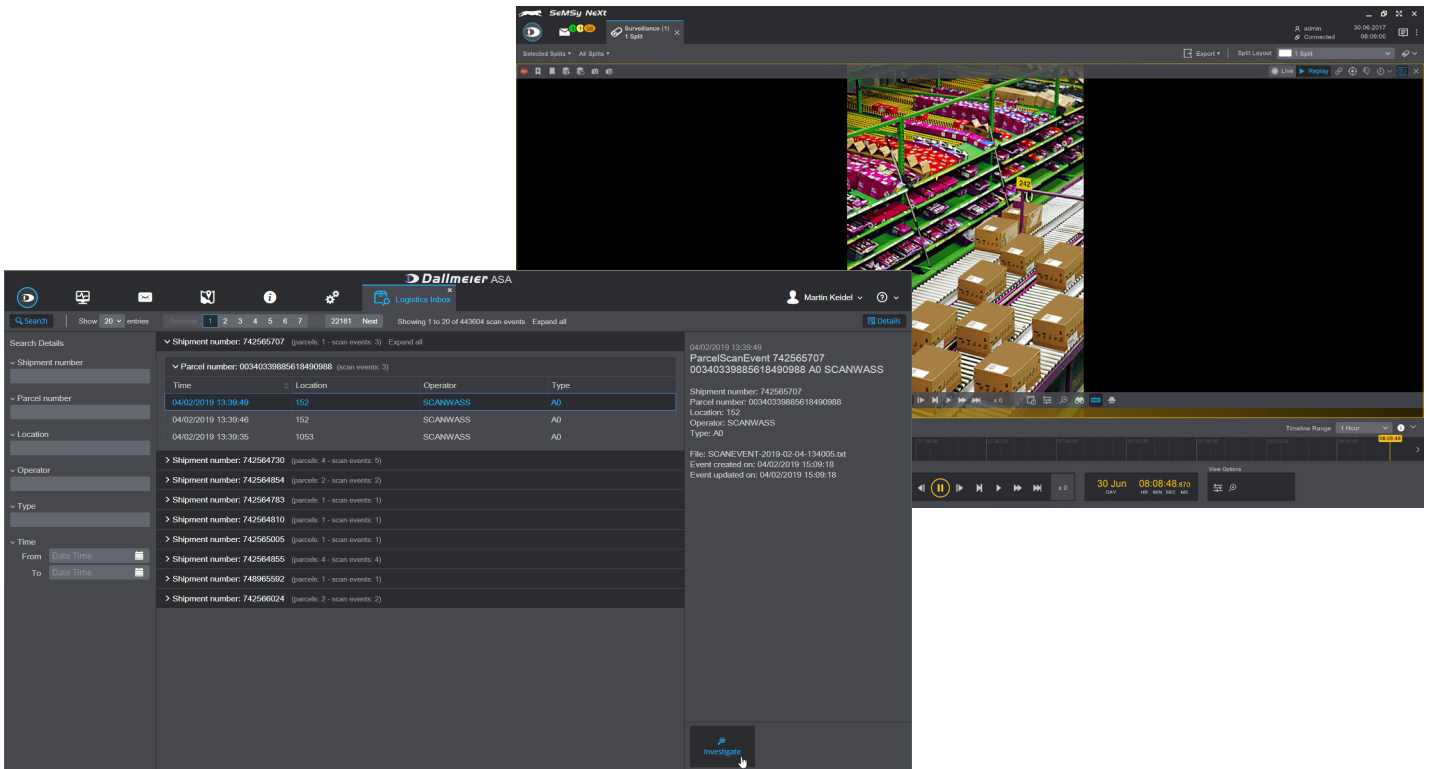 SeMSy NeXt
1 1 66
Surveillance (1)
1 Split
admin
Connected
30.06.2017
08:09:00
Selected Splits
All Splits
Export
Split Layout
1 Split
Live
Replay
242
x 0
Timeline Range
1 Hour
08:08:48
View Options
x 0
30 Jun
DAY
08:08:48.870
HR MIN SEC MS
Dallmeier ASA
Logistics Inbox
Martin Keidel
Search
Show 20 entries
Previous 1 2 3 4 5 6 7 22181 Next
Showing 1 to 20 of 443604 scan events Expand all
Details
Search Details
Shipment number
Parcel number
Location
Operator
Type
Time
From Date Time
To Date Time
Shipment number: 742565707 (parcels: 1 - scan events: 3) Expand all
Parcel number: 00340339885618490988 (scan events: 3)
Time Location Operator Type
04/02/2019 13:39:49 152 SCANWASS A0
04/02/2019 13:39:46 152 SCANWASS A0
04/02/2019 13:39:35 1053 SCANWASS A0
Shipment number: 742564730 (parcels: 4 - scan events: 5)
Shipment number: 742564854 (parcels: 2 - scan events: 2)
Shipment number: 742564783 (parcels: 1 - scan events: 1)
Shipment number: 742564810 (parcels: 1 - scan events: 1)
Shipment number: 742565005 (parcels: 1 - scan events: 1)
Shipment number: 742564855 (parcels: 4 - scan events: 4)
Shipment number: 748965592 (parcels: 1 - scan events: 1)
Shipment number: 742566024 (parcels: 2 - scan events: 2)
04/02/2019 13:39:49
ParcelScanEvent 742565707
00340339885618490988 A0 SCANWASS
Shipment number: 742565707
Parcel number: 00340339885618490988
Location: 152
Operator: SCANWASS
Type: A0
File: SCANEVENT-2019-02-04-134005.txt
Event created on: 04/02/2019 15:09:18
Event updated on: 04/02/2019 15:09:18
Investigate